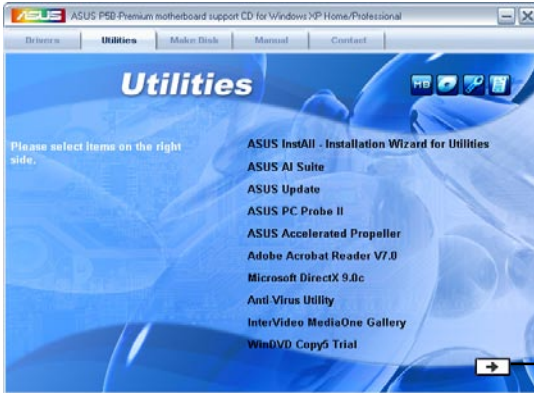 ASUS P5B-Premium motherboard support CD for Windows XP Home/Professional
Drivers Utilities Make Disk Manual Contact
Utilities
Please select items on the right
side.
ASUS InstAll - Installation Wizard for Utilities
ASUS AI Suite
ASUS Update
ASUS PC Probe II
ASUS Accelerated Propeller
Adobe Acrobat Reader V7.0
Microsoft DirectX 9.0c
Anti-Virus Utility
InterVideo MediaOne Gallery
WinDVD Copy5 Trial